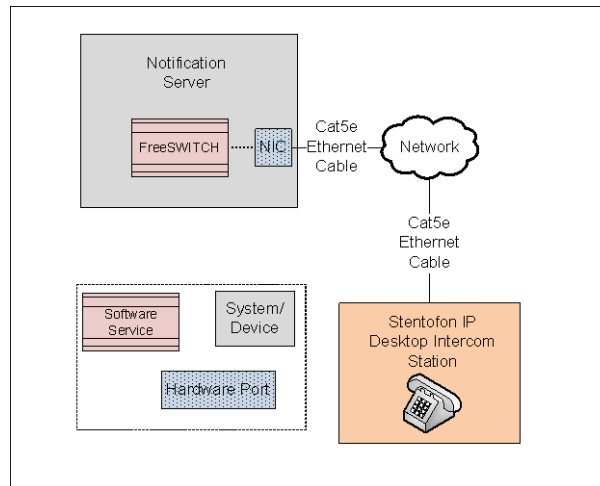 Notification
Server
FreeSWITCH
NIC
Cat5e
Ethernet
Cable
Network
Cat5e
Ethernet
Cable
Software
Service
System/
Device
Hardware Port
Stentofon IP
Desktop Intercom
Station